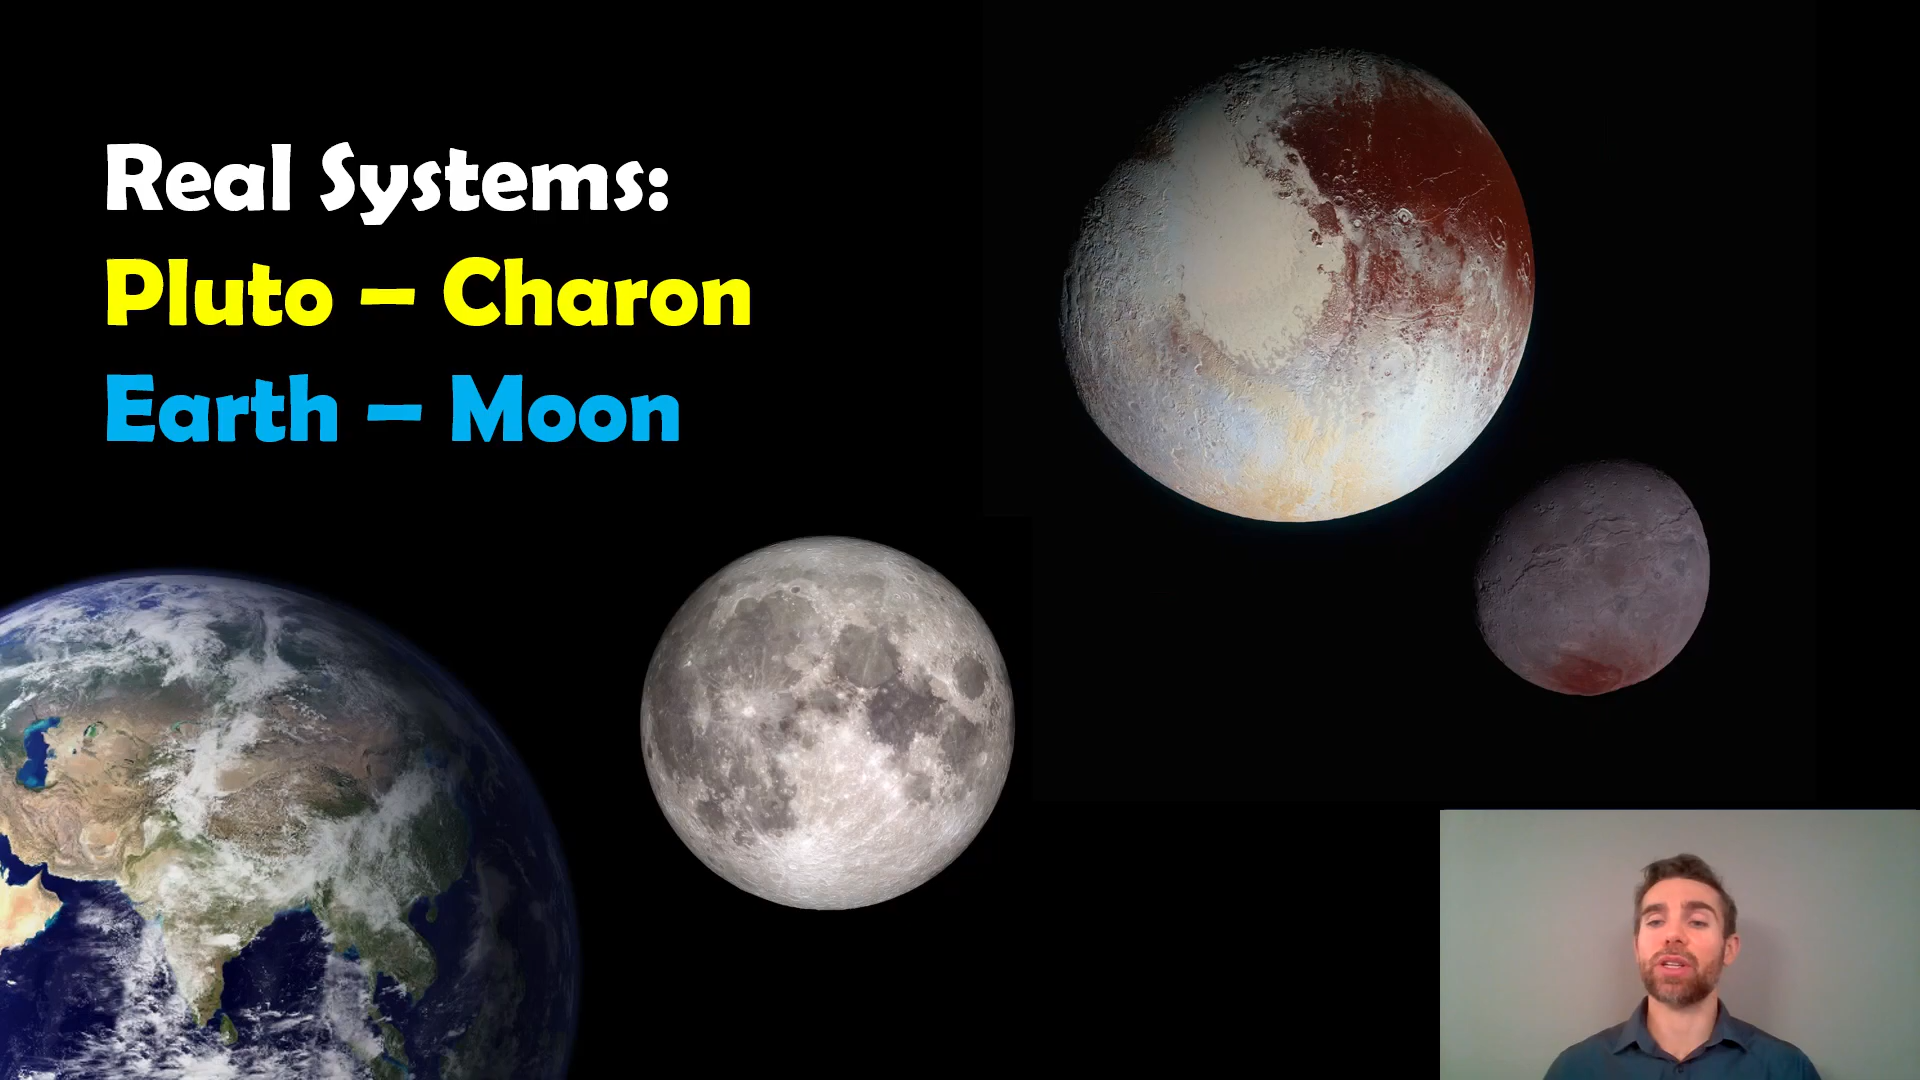 Real Systems:
Pluto – Charon
Earth – Moon